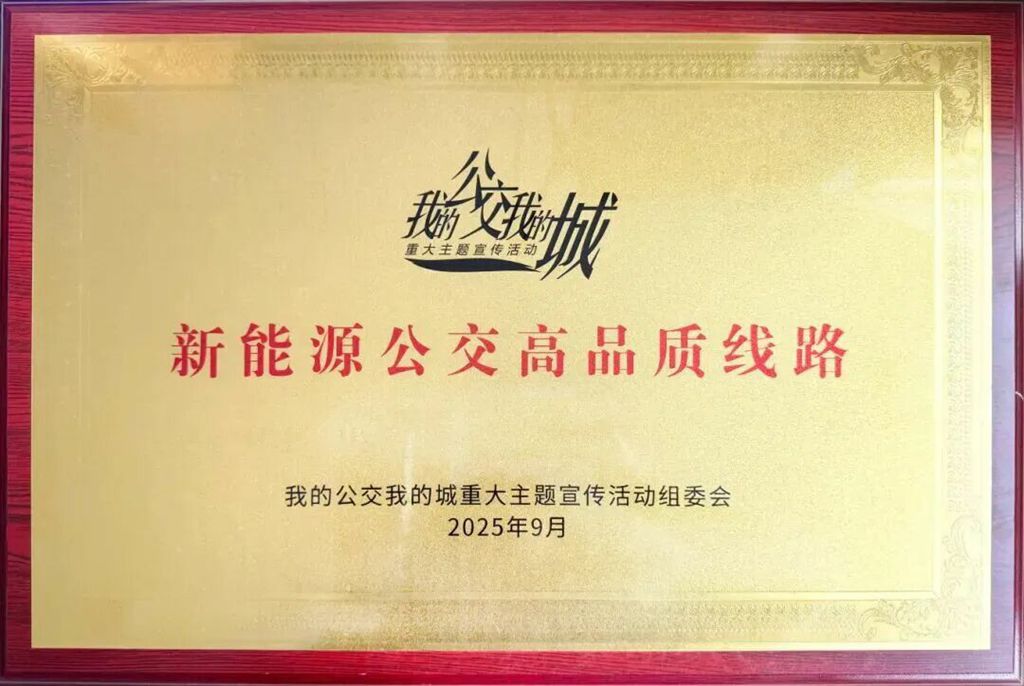 我的公交我的城
重大主题宣传活动
新能源公交高品质线路
我的公交我的城重大主题宣传活动组委会
2025年9月